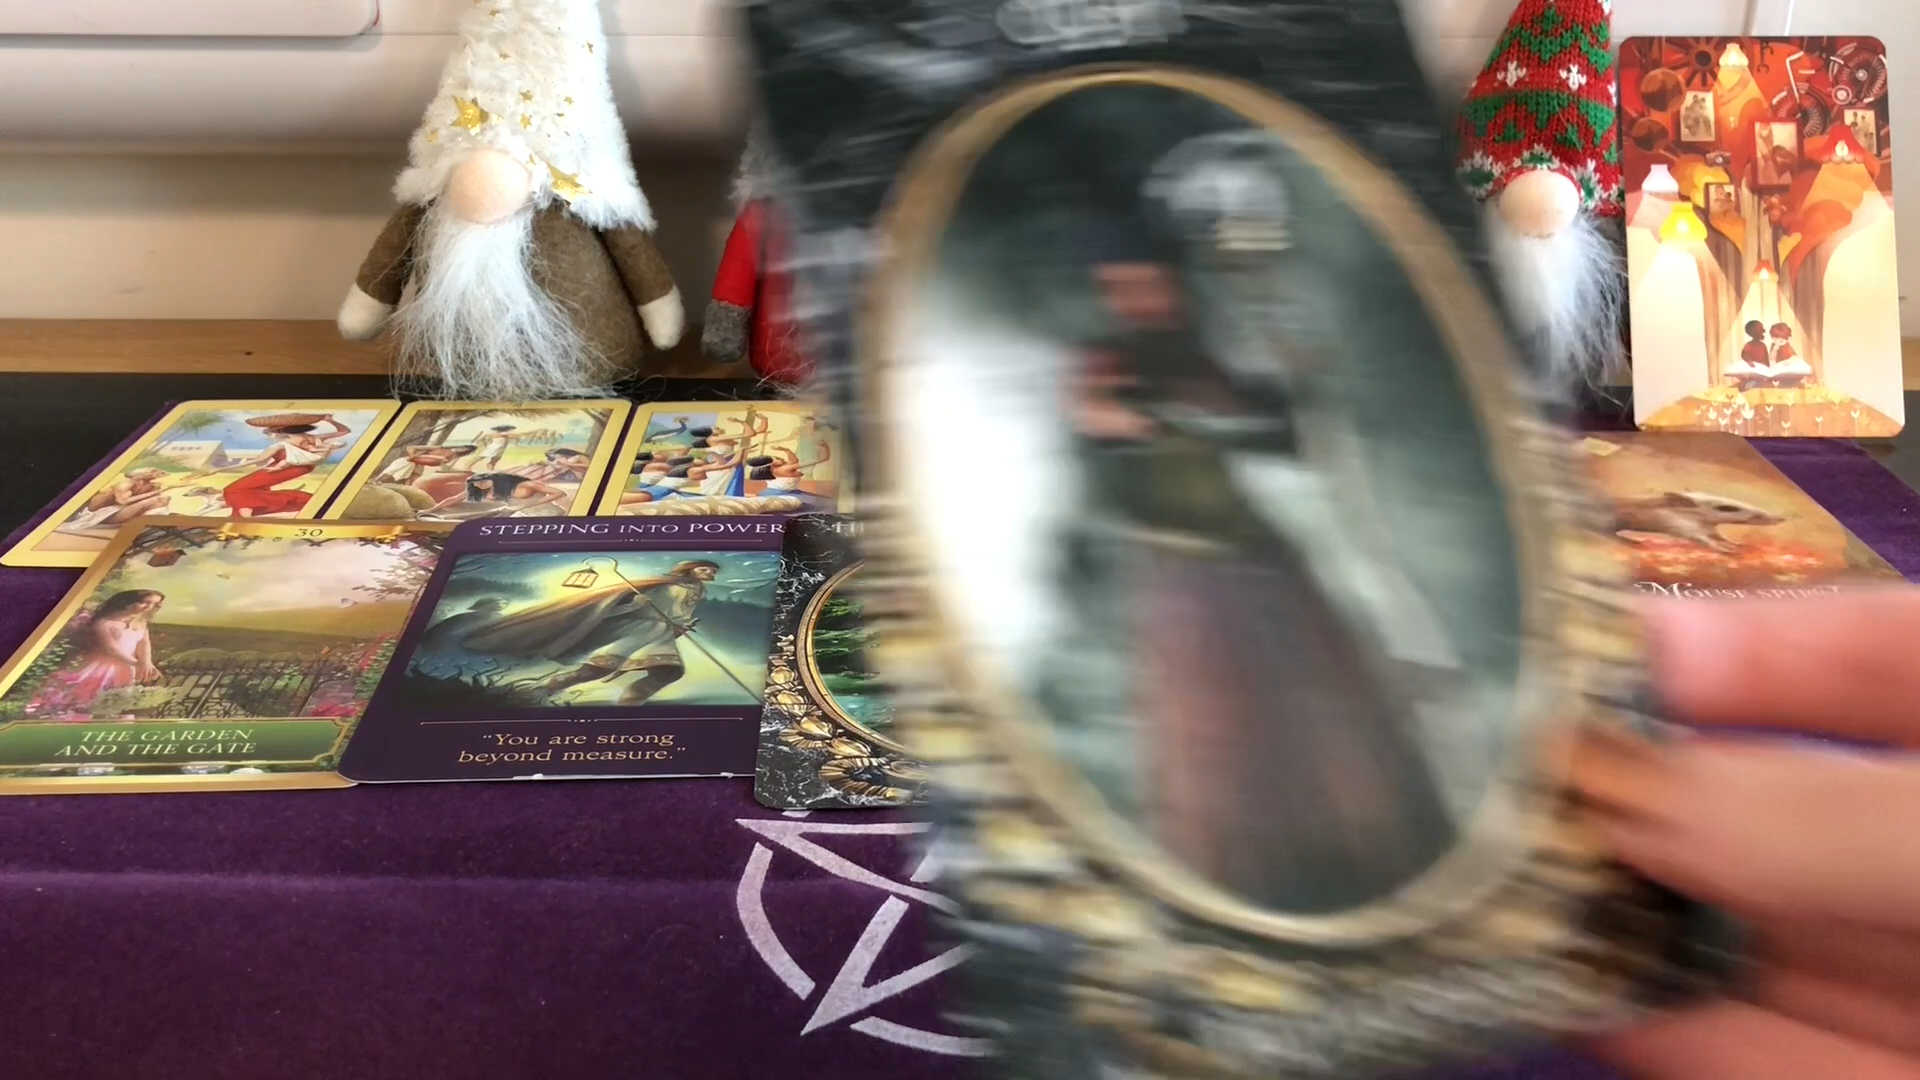 30
THE GARDEN
AND THE GATE
STEPPING INTO POWER
"You are strong
beyond measure."
MOUSE SPIRIT